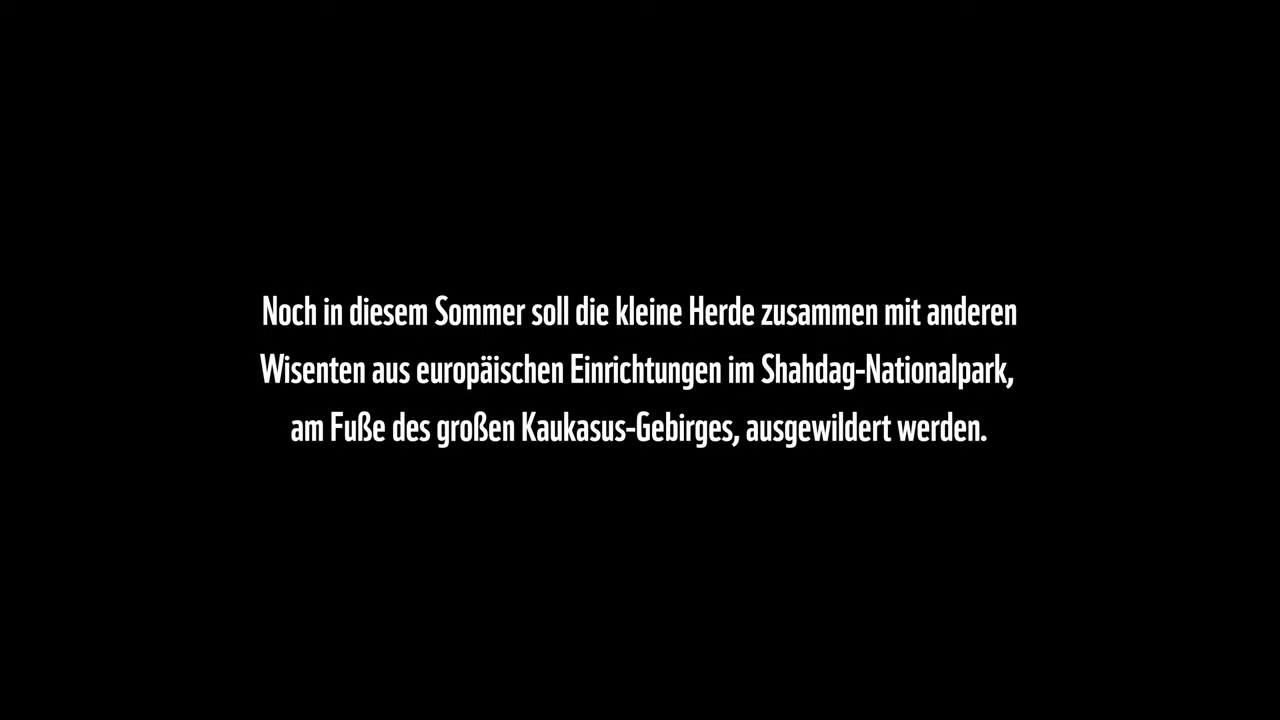 Noch in diesem Sommer soll die kleine Herde zusammen mit anderen
Wisenten aus europäischen Einrichtungen im Shahdag-Nationalpark,
am Fuße des großen Kaukasus-Gebirges, ausgewildert werden.